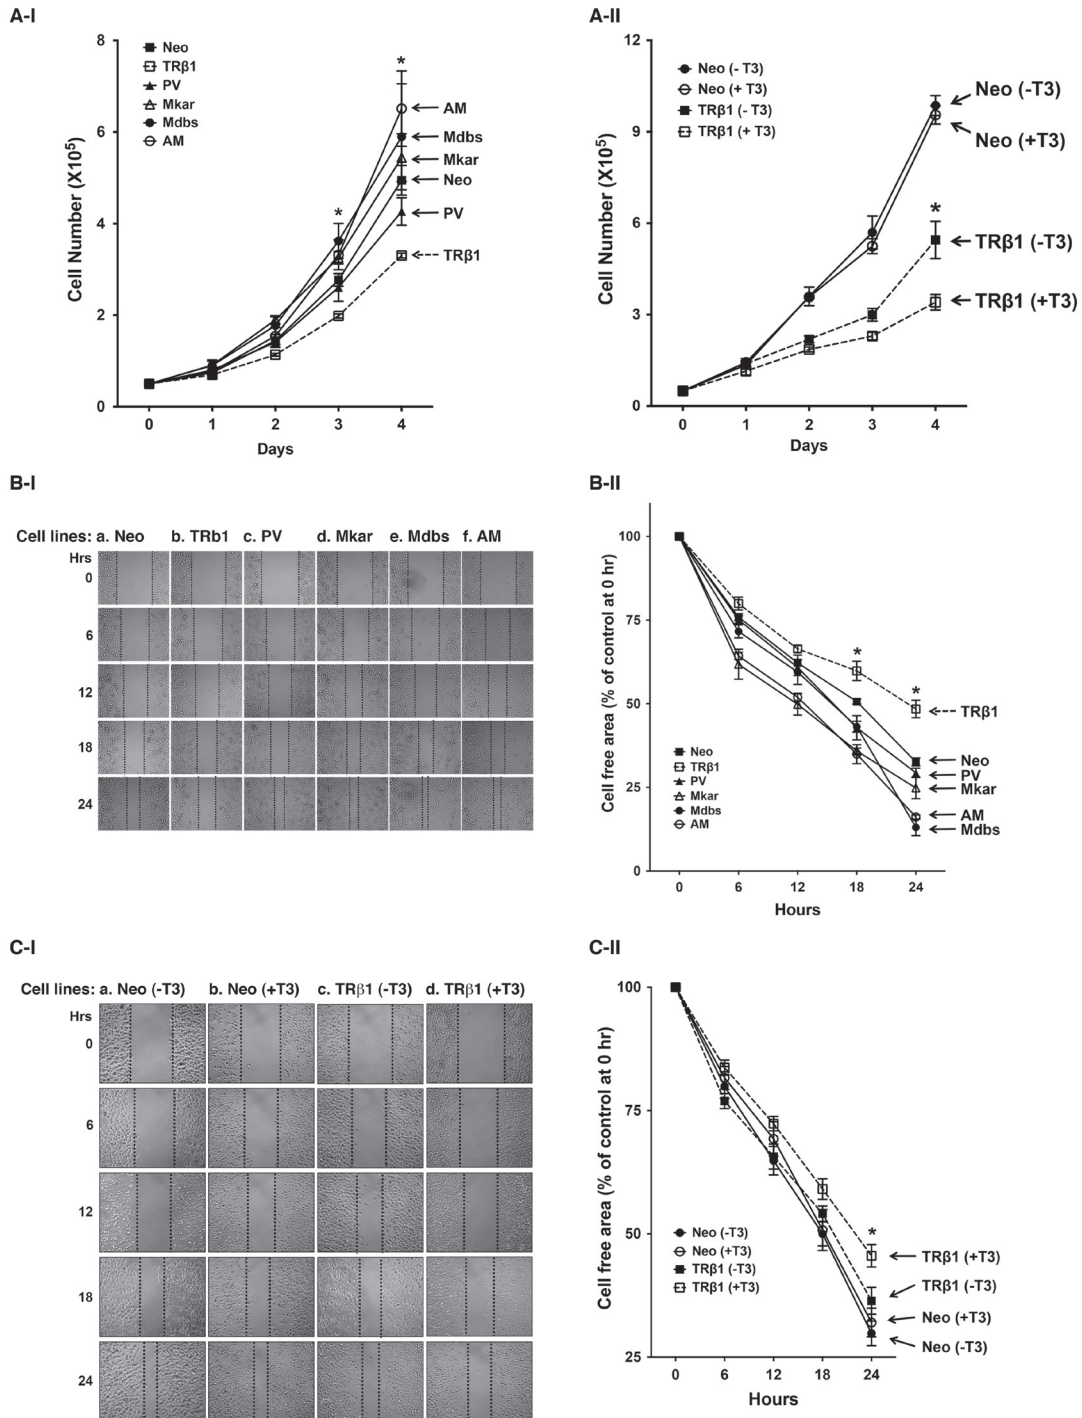 A-I
8
6
4
2
0
Cell Number (X10⁵)
Neo
TRβ1
PV
Mkar
Mdbs
AM
*
*
AM
Mdbs
Mkar
Neo
PV
TRβ1
0 1 2 3 4
Days
A-II
12
9
6
3
0
Cell Number (X10⁵)
Neo (- T3)
Neo (+ T3)
TRβ1 (- T3)
TRβ1 (+ T3)
Neo (-T3)
Neo (+T3)
*
TRβ1 (-T3)
TRβ1 (+T3)
0 1 2 3 4
Days
B-I
Cell lines: a. Neo b. TRb1 c. PV d. Mkar e. Mdbs f. AM
Hrs
0
6
12
18
24
B-II
100
75
50
25
0
Cell free area (% of control at 0 hr)
*
*
TRβ1
Neo
PV
Mkar
AM
Mdbs
Neo
TRβ1
PV
Mkar
Mdbs
AM
0 6 12 18 24
Hours
C-I
Cell lines: a. Neo (-T3) b. Neo (+T3) c. TRβ1 (-T3) d. TRβ1 (+T3)
Hrs
0
6
12
18
24
C-II
100
75
50
25
Cell free area (% of control at 0 hr)
Neo (-T3)
Neo (+T3)
TRβ1 (-T3)
TRβ1 (+T3)
*
TRβ1 (+T3)
TRβ1 (-T3)
Neo (+T3)
Neo (-T3)
0 6 12 18 24
Hours